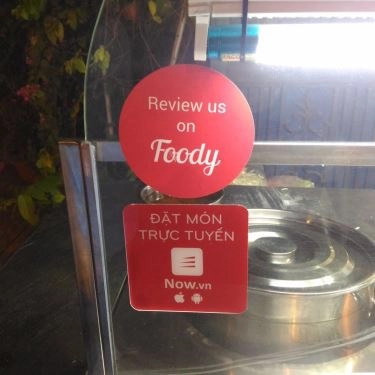 Review us
on
Foody
ĐẶT MÓN
TRỰC TUYẾN
Now.vn